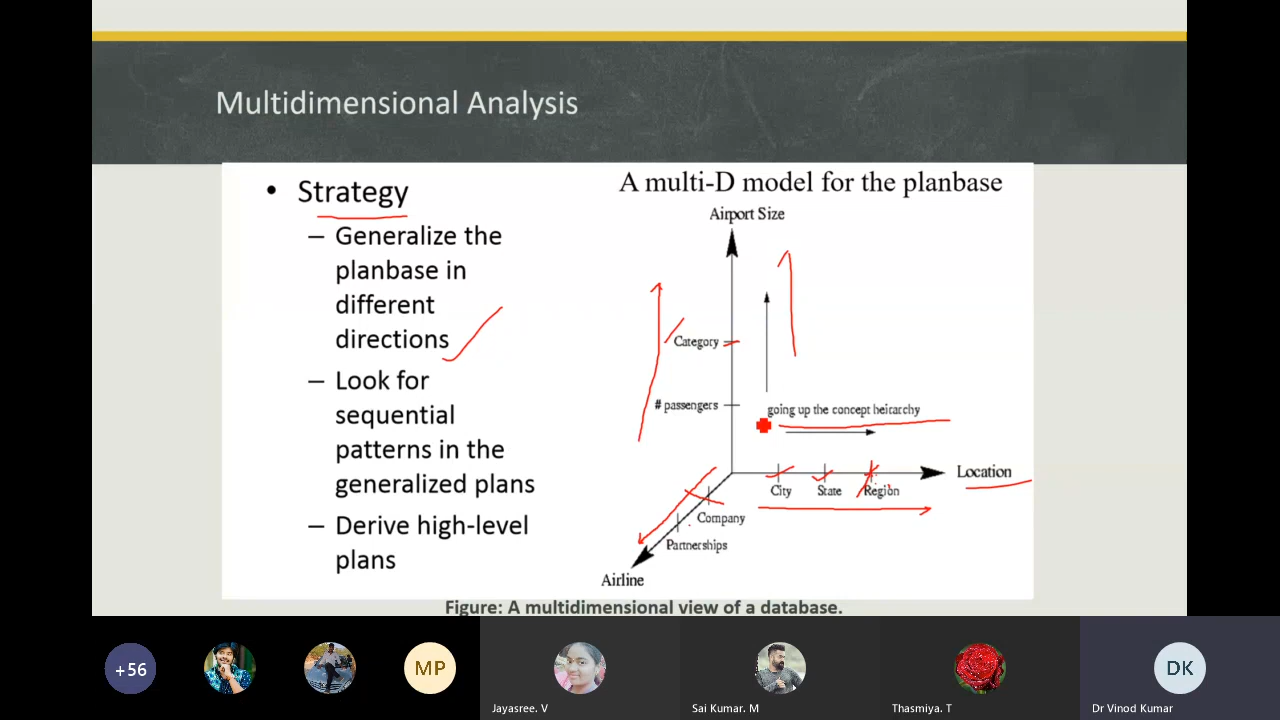 Multidimensional Analysis
• Strategy
– Generalize the
planbase in
different
directions
– Look for
sequential
patterns in the
generalized plans
– Derive high-level
plans
A multi-D model for the planbase
Airport Size
Category
# passengers
going up the concept heirarchy
Location
City
State
Region
Company
Partnerships
Airline
Figure: A multidimensional view of a database.
+56
MP
DK
Jayasree. V
Sai Kumar. M
Thasmiya. T
Dr Vinod Kumar